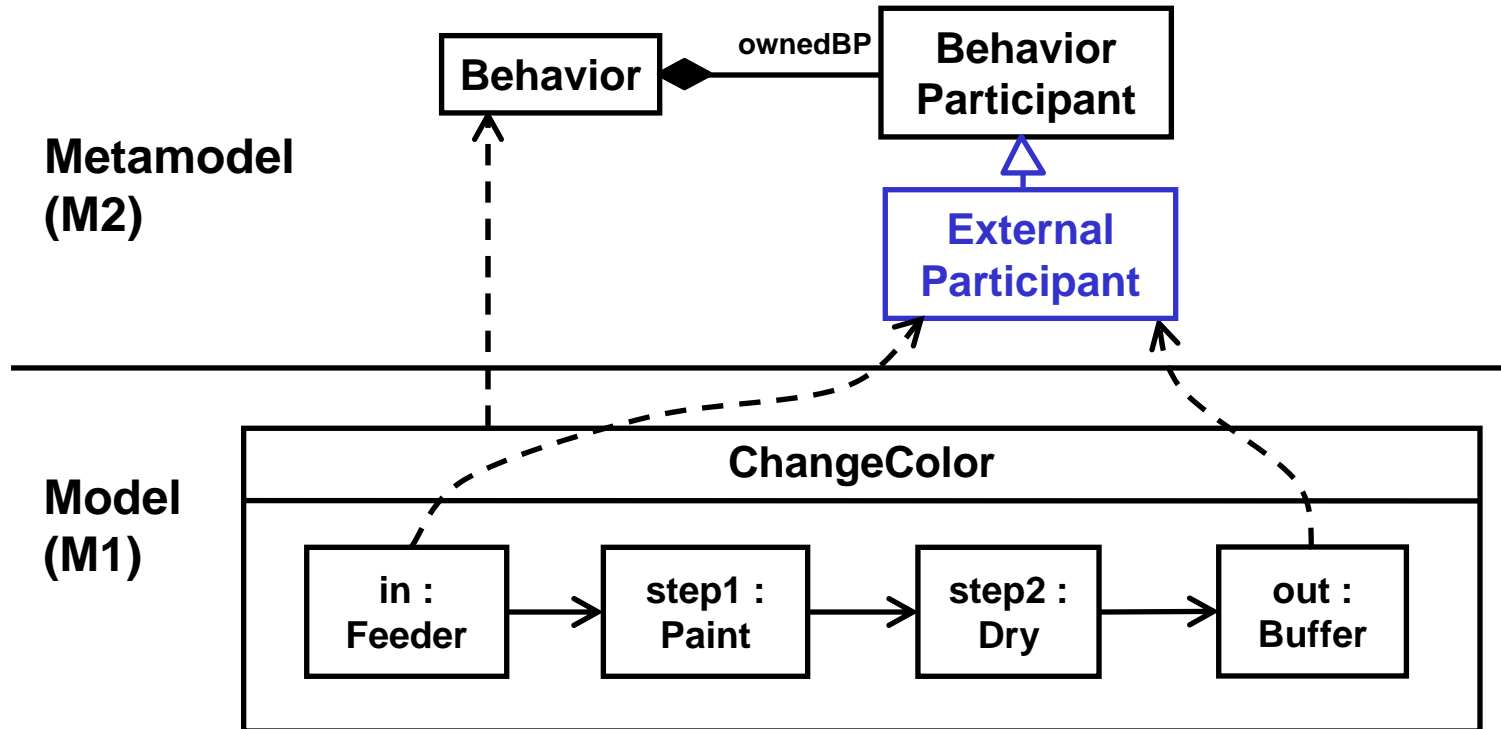 ownedBP
Behavior
Behavior
Participant
Metamodel
(M2)
External
Participant
Model
(M1)
ChangeColor
in :
Feeder
step1 :
Paint
step2 :
Dry
out :
Buffer